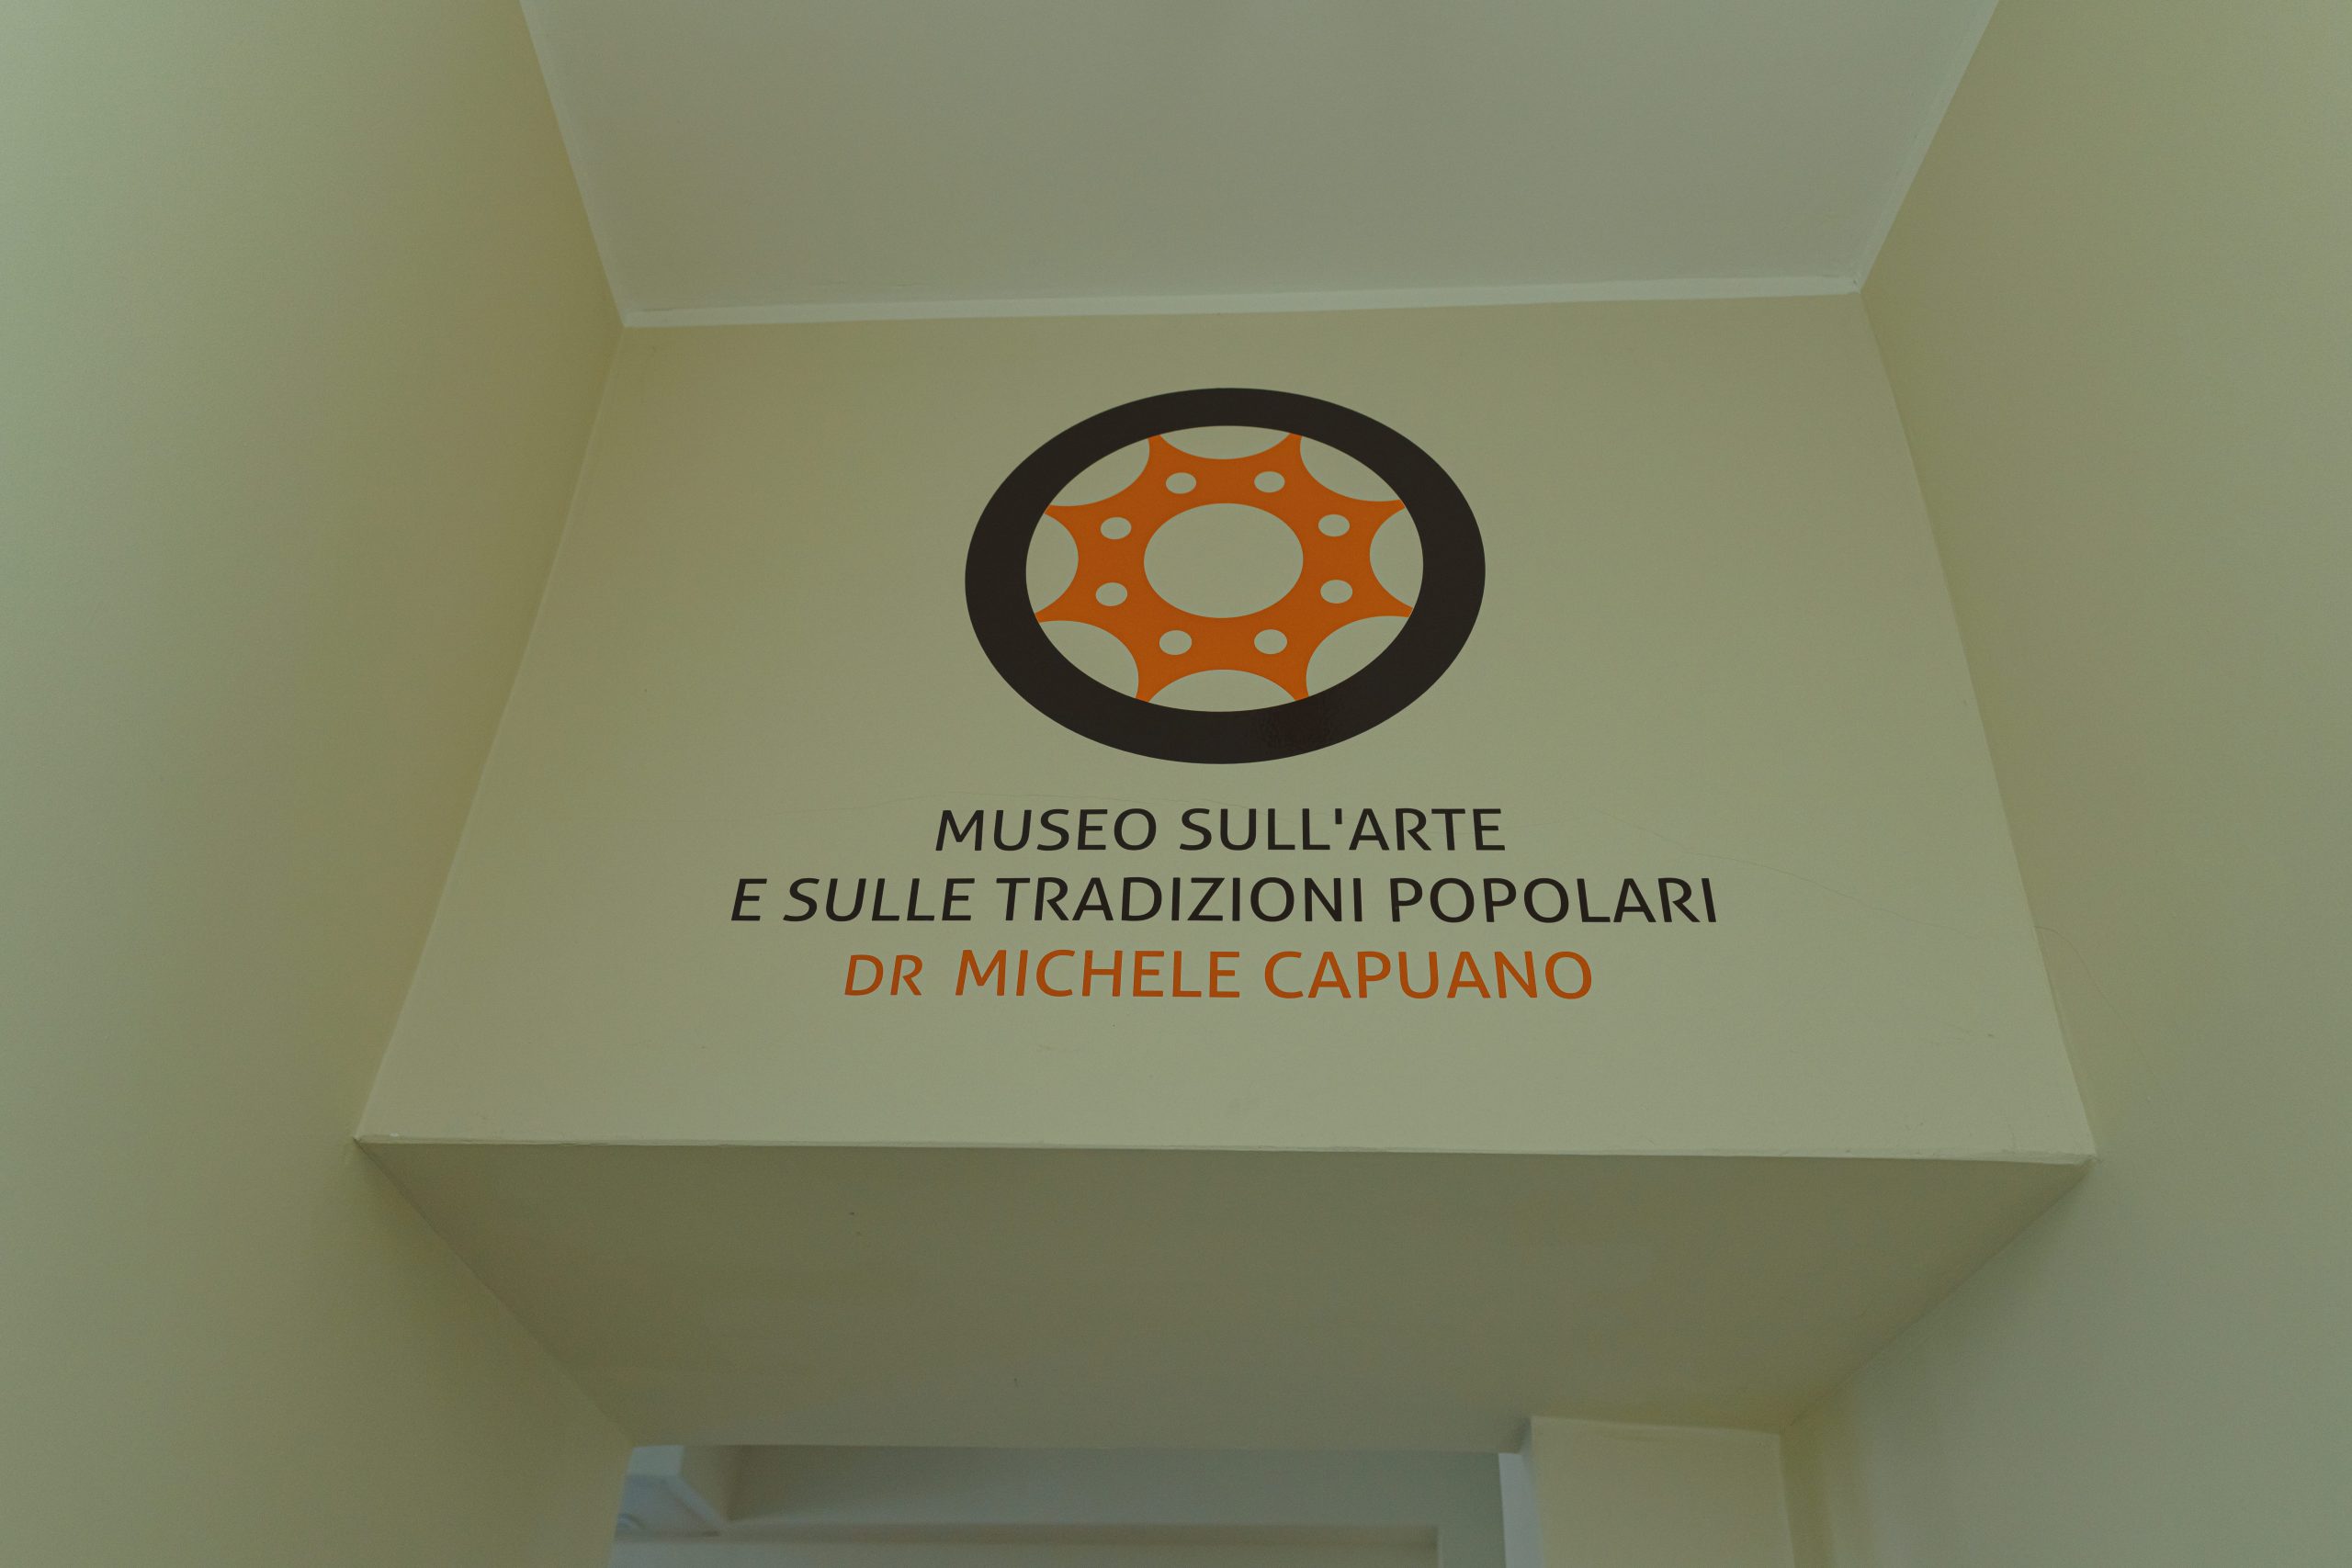 MUSEO SULL'ARTE
E SULLE TRADIZIONI POPOLARI
DR MICHELE CAPUANO